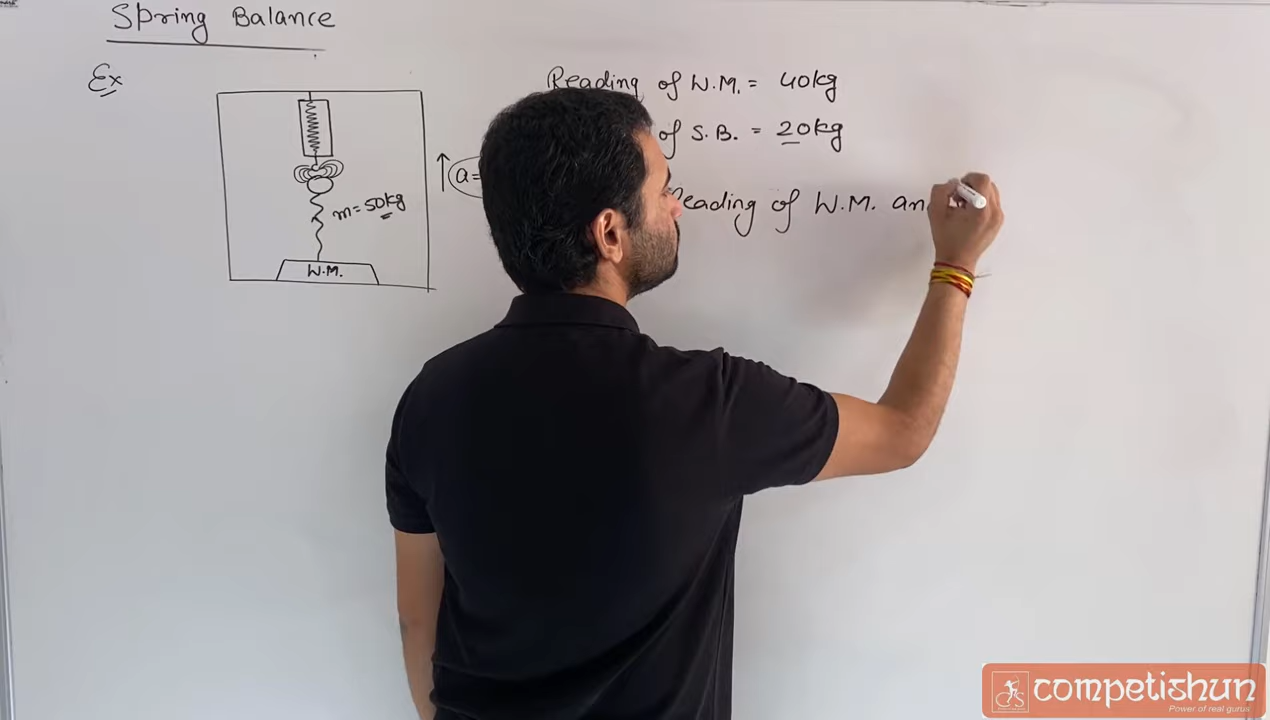 Spring Balance
Ex
Reading of W.M. = 40kg
of S.B. = 20kg
a=
m=50kg
Reading of W.M. an
W.M.
competishun
Power of real gurus